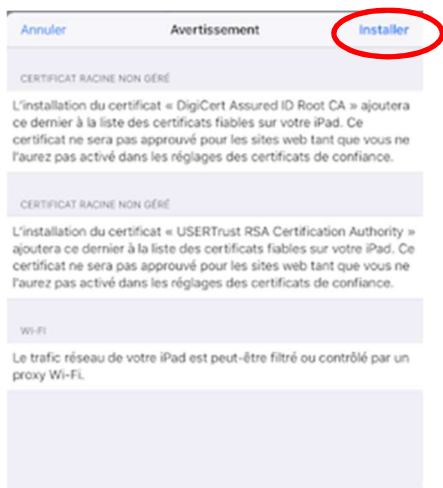 Annuler Avertissement Installer
CERTIFICAT RACINE NON GÉRÉ
L'installation du certificat « DigiCert Assured ID Root CA » ajoutera
ce dernier à la liste des certificats fiables sur votre iPad. Ce
certificat ne sera pas approuvé pour les sites web tant que vous ne
l'aurez pas activé dans les réglages des certificats de confiance.
CERTIFICAT RACINE NON GÉRÉ
L'installation du certificat « USERTrust RSA Certification Authority »
ajoutera ce dernier à la liste des certificats fiables sur votre iPad. Ce
certificat ne sera pas approuvé pour les sites web tant que vous ne
l'aurez pas activé dans les réglages des certificats de confiance.
WI-FI
Le trafic réseau de votre iPad est peut-être filtré ou contrôlé par un
proxy Wi-Fi.